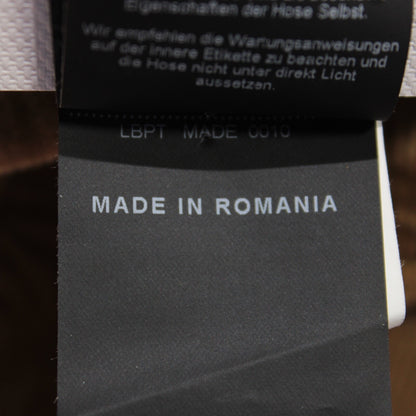 Eigenschaften der Hose Selbst.
Wir empfehlen die Wartungsanweisungen
auf der Innere Etikette zu beachten und
die Hose nicht unter direkt Licht
aussetzen.
LBPT MADE 0010
MADE IN ROMANIA